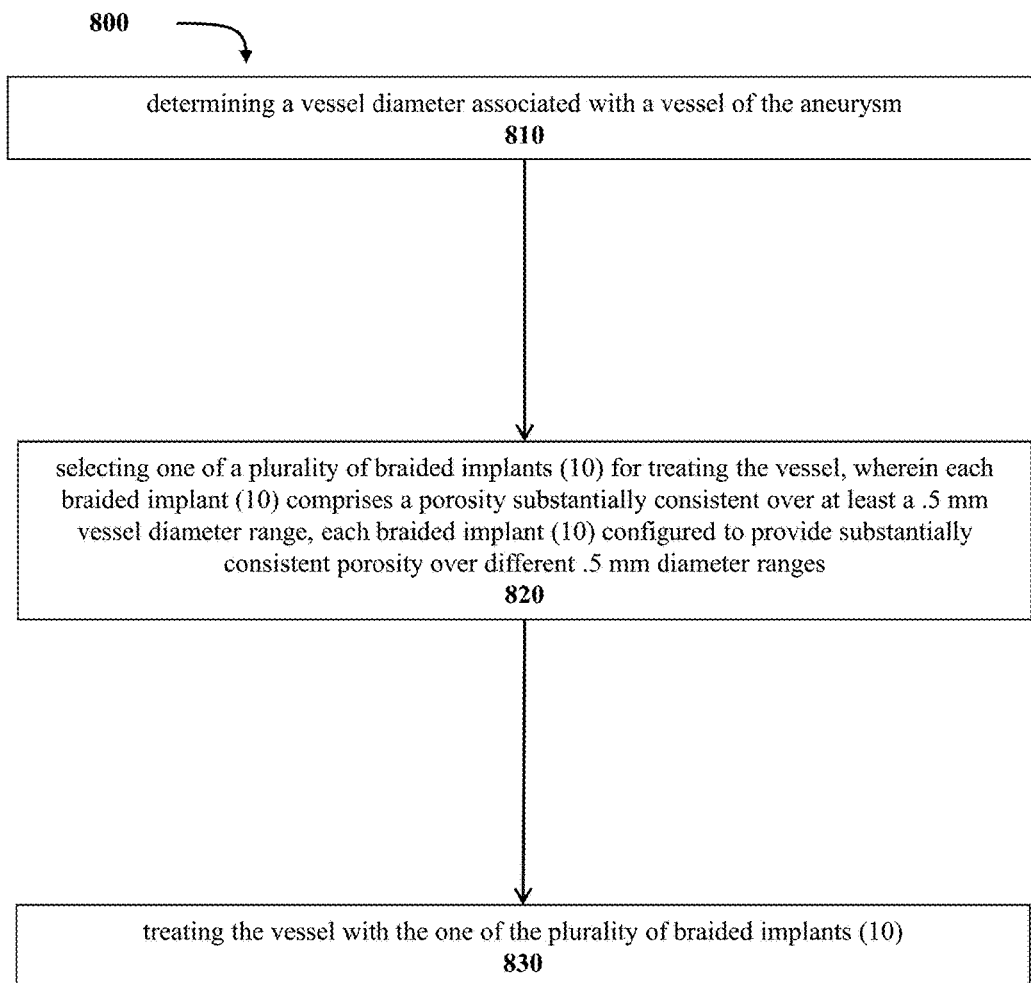 800
determining a vessel diameter associated with a vessel of the aneurysm
810
selecting one of a plurality of braided implants (10) for treating the vessel, wherein each
braided implant (10) comprises a porosity substantially consistent over at least a .5 mm
vessel diameter range, each braided implant (10) configured to provide substantially
consistent porosity over different .5 mm diameter ranges
820
treating the vessel with the one of the plurality of braided implants (10)
830